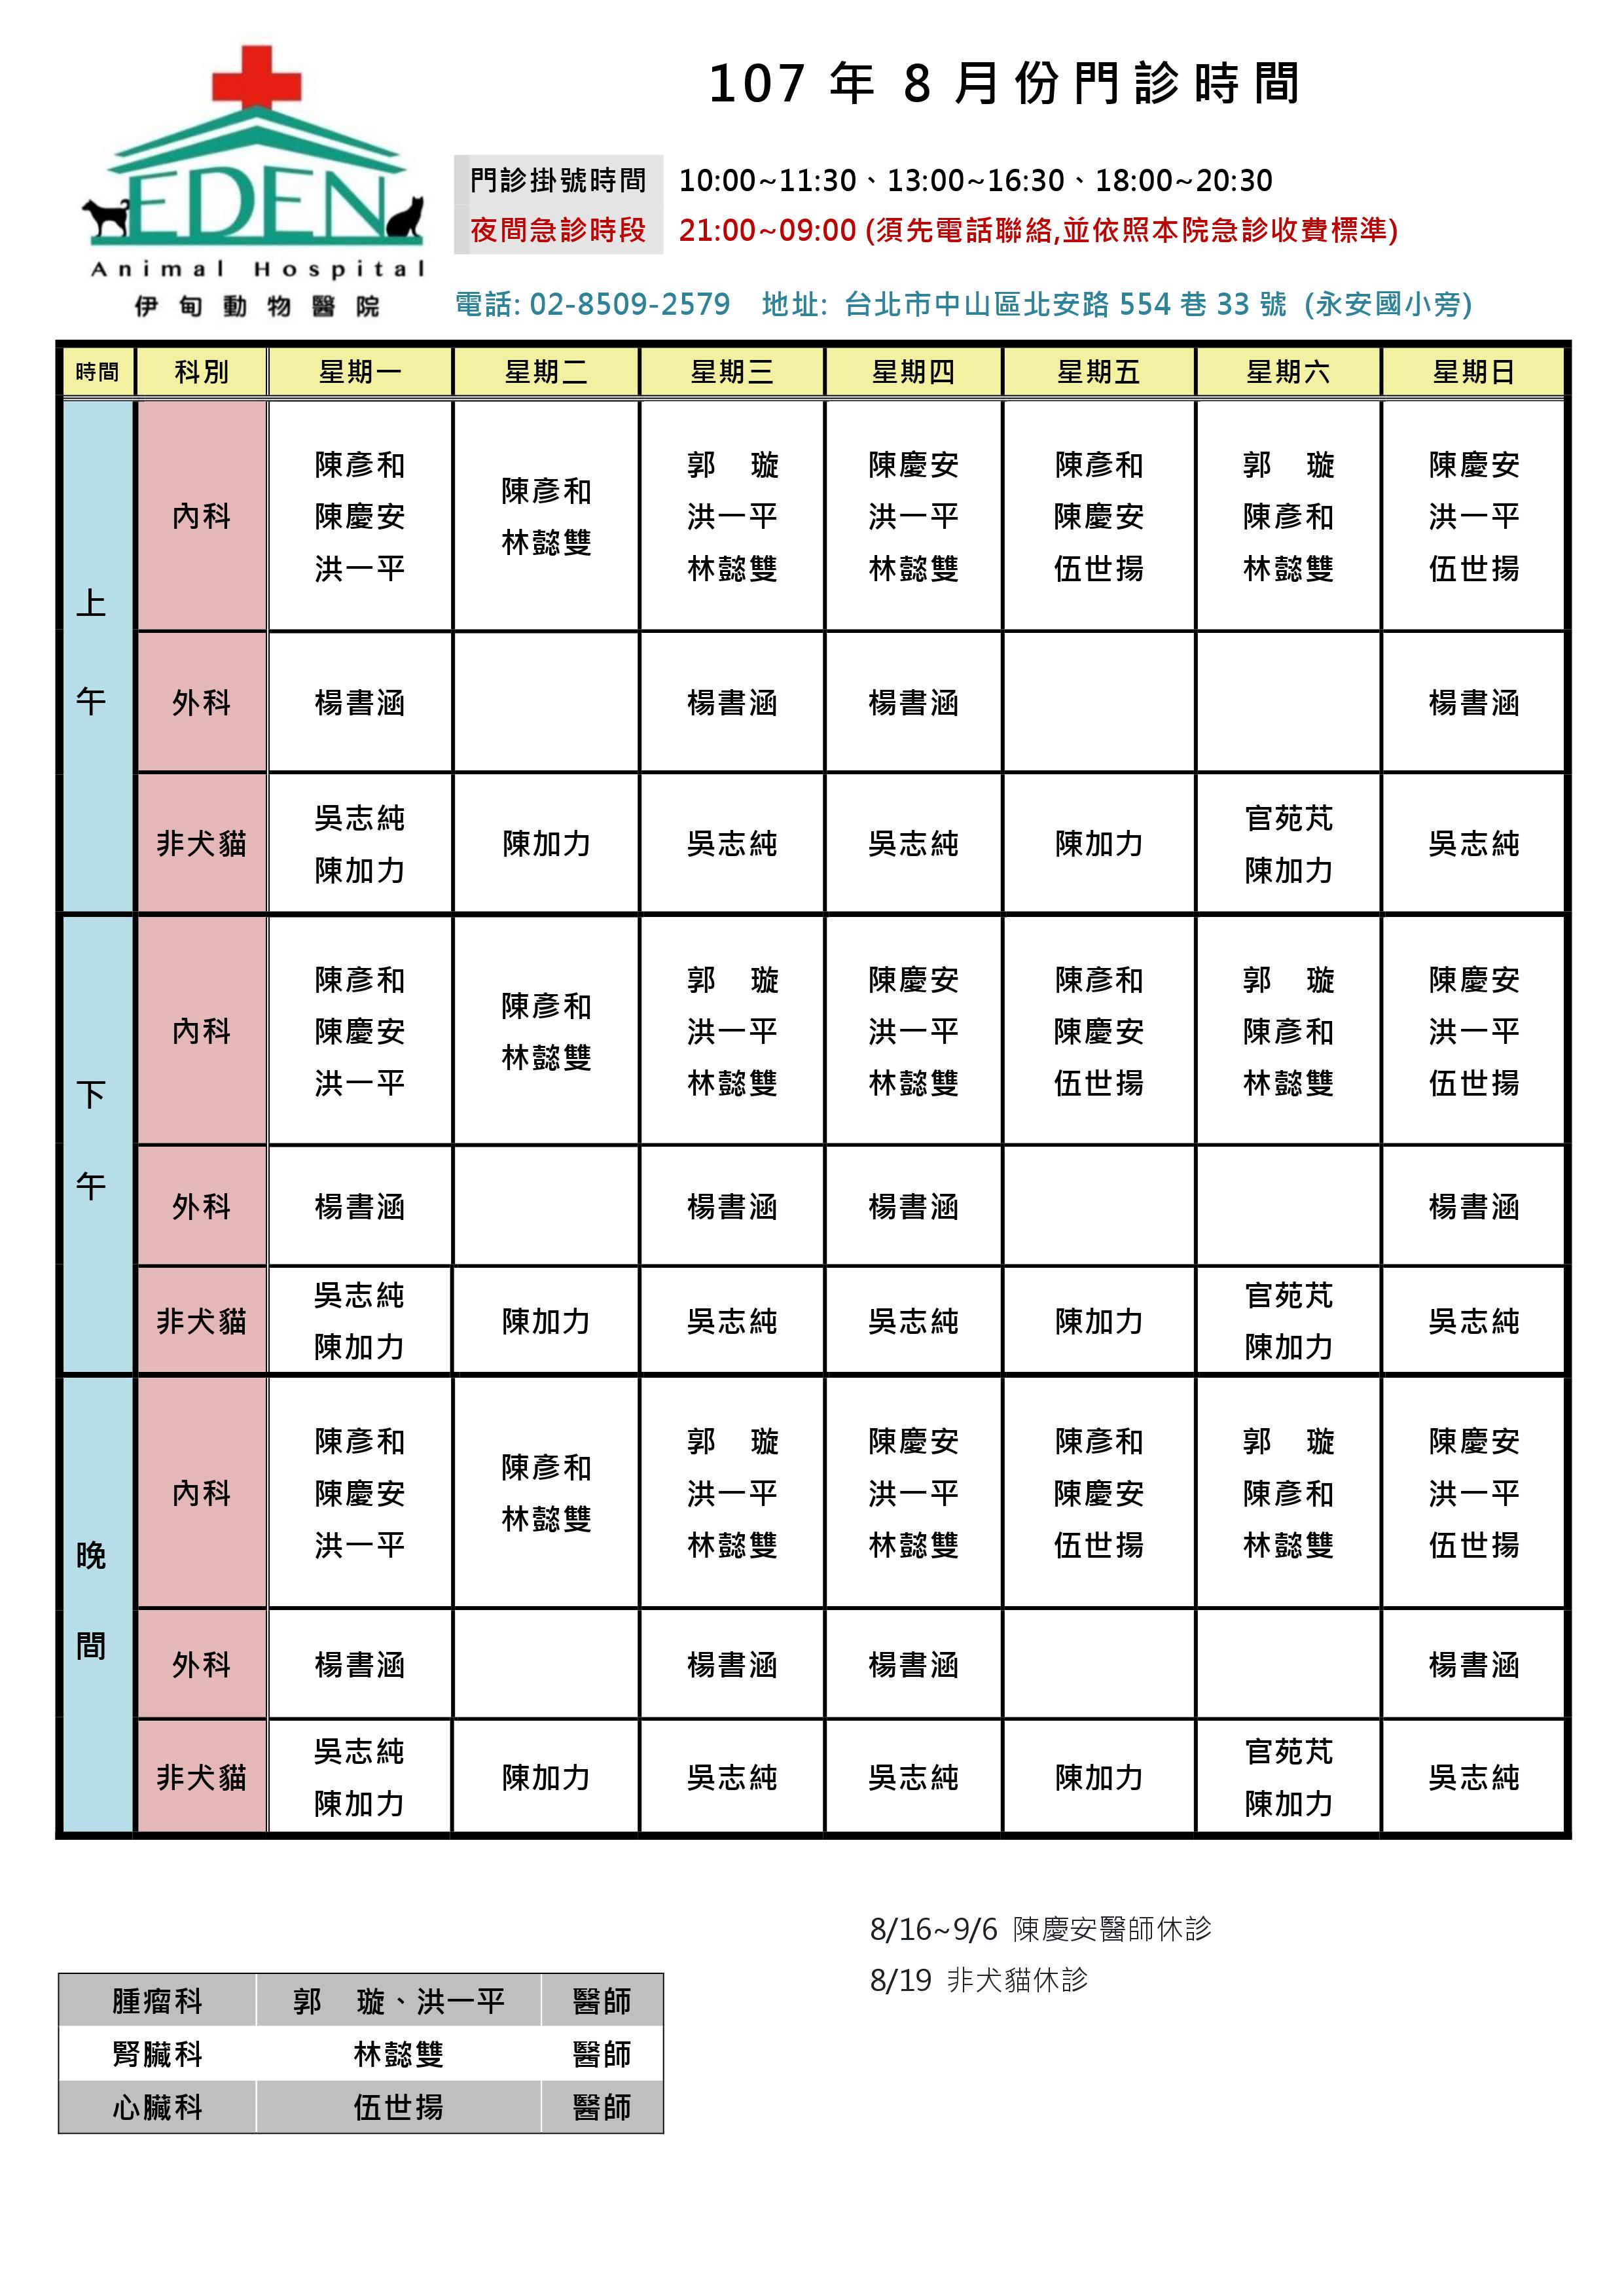 107 年 8 月份門診時間
EDEN
Animal Hospital
伊甸動物醫院
門診掛號時間 10:00~11:30、13:00~16:30、18:00~20:30
夜間急診時段 21:00~09:00 (須先電話聯絡,並依照本院急診收費標準)
電話: 02-8509-2579 地址: 台北市中山區北安路 554 巷 33 號 (永安國小旁)
時間 科別 星期一 星期二 星期三 星期四 星期五 星期六 星期日
上午
內科
陳彥和 陳慶安 洪一平
陳彥和 林懿雙
郭 璇 洪一平 林懿雙
陳慶安 洪一平 林懿雙
陳彥和 陳慶安 伍世揚
郭 璇 陳彥和 林懿雙
陳慶安 洪一平 伍世揚
外科 楊書涵 楊書涵 楊書涵 楊書涵
非犬貓
吳志純 陳加力
陳加力
吳志純
吳志純
陳加力
官苑芃 陳加力
吳志純
下午
內科
陳彥和 陳慶安 洪一平
陳彥和 林懿雙
郭 璇 洪一平 林懿雙
陳慶安 洪一平 林懿雙
陳彥和 陳慶安 伍世揚
郭 璇 陳彥和 林懿雙
陳慶安 洪一平 伍世揚
外科 楊書涵 楊書涵 楊書涵 楊書涵
非犬貓
吳志純 陳加力
陳加力
吳志純
吳志純
陳加力
官苑芃 陳加力
吳志純
晚間
內科
陳彥和 陳慶安 洪一平
陳彥和 林懿雙
郭 璇 洪一平 林懿雙
陳慶安 洪一平 林懿雙
陳彥和 陳慶安 伍世揚
郭 璇 陳彥和 林懿雙
陳慶安 洪一平 伍世揚
外科 楊書涵 楊書涵 楊書涵 楊書涵
非犬貓
吳志純 陳加力
陳加力
吳志純
吳志純
陳加力
官苑芃 陳加力
吳志純
8/16~9/6 陳慶安醫師休診
8/19 非犬貓休診
腫瘤科 郭 璇、洪一平 醫師
腎臟科 林懿雙 醫師
心臟科 伍世揚 醫師